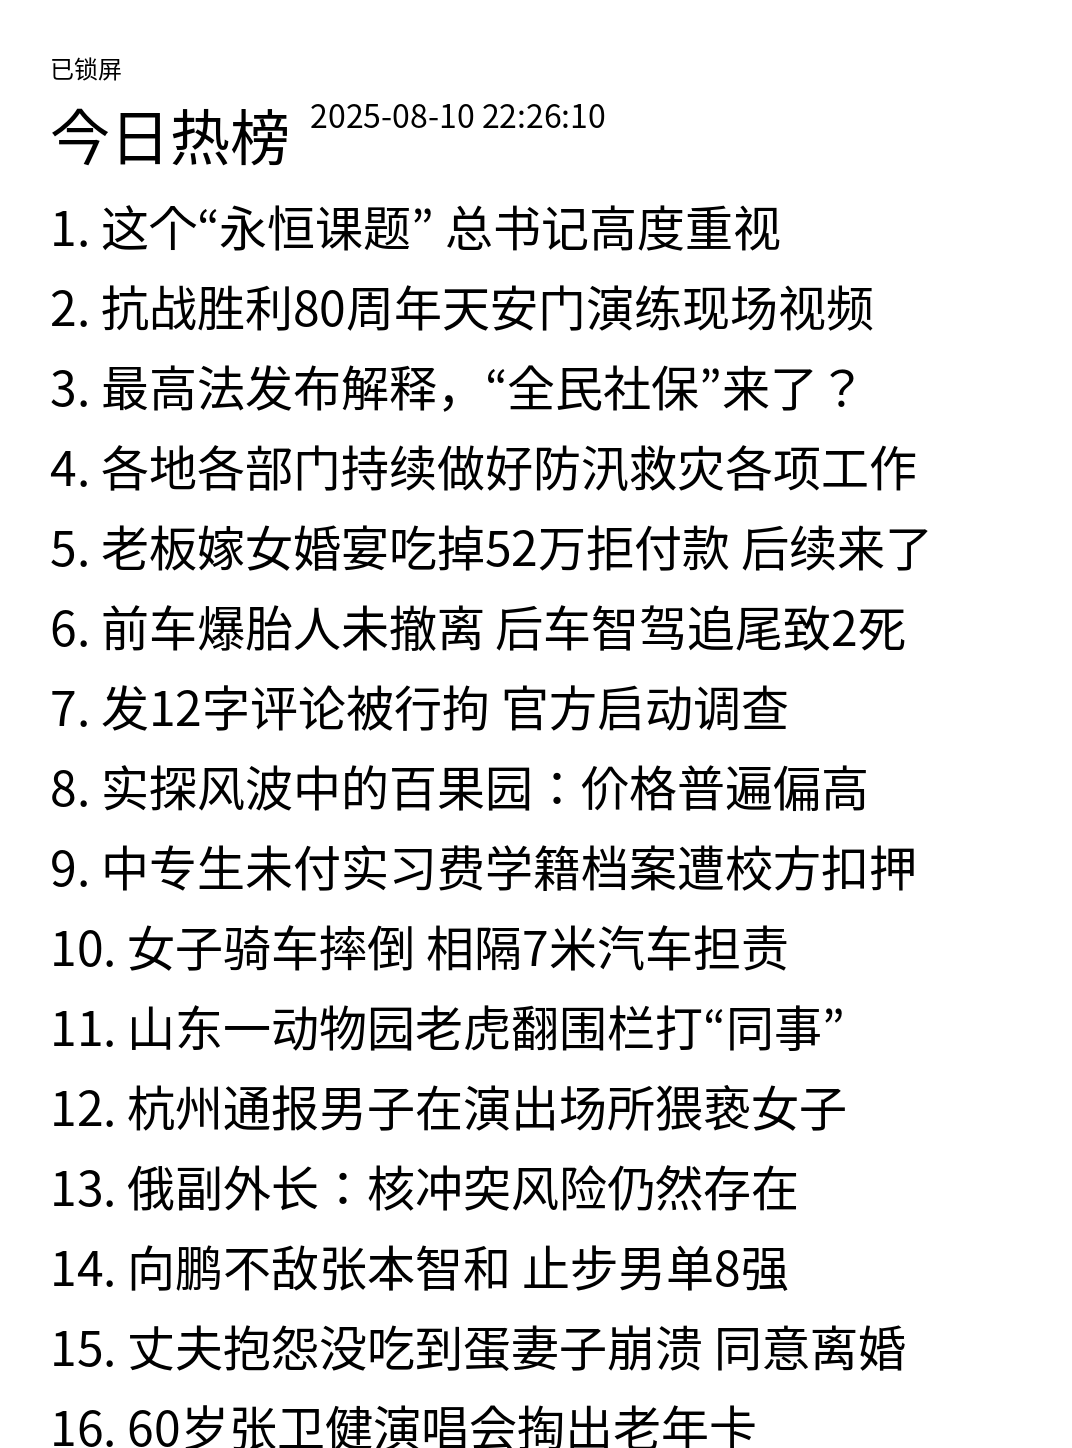 已锁屏
今日热榜 2025-08-10 22:26:10
1. 这个“永恒课题” 总书记高度重视
2. 抗战胜利80周年天安门演练现场视频
3. 最高法发布解释，“全民社保”来了？
4. 各地各部门持续做好防汛救灾各项工作
5. 老板嫁女婚宴吃掉52万拒付款 后续来了
6. 前车爆胎人未撤离 后车智驾追尾致2死
7. 发12字评论被行拘 官方启动调查
8. 实探风波中的百果园：价格普遍偏高
9. 中专生未付实习费学籍档案遭校方扣押
10. 女子骑车摔倒 相隔7米汽车担责
11. 山东一动物园老虎翻围栏打“同事”
12. 杭州通报男子在演出场所猥亵女子
13. 俄副外长：核冲突风险仍然存在
14. 向鹏不敌张本智和 止步男单8强
15. 丈夫抱怨没吃到蛋妻子崩溃 同意离婚
16. 60岁张卫健演唱会掏出老年卡